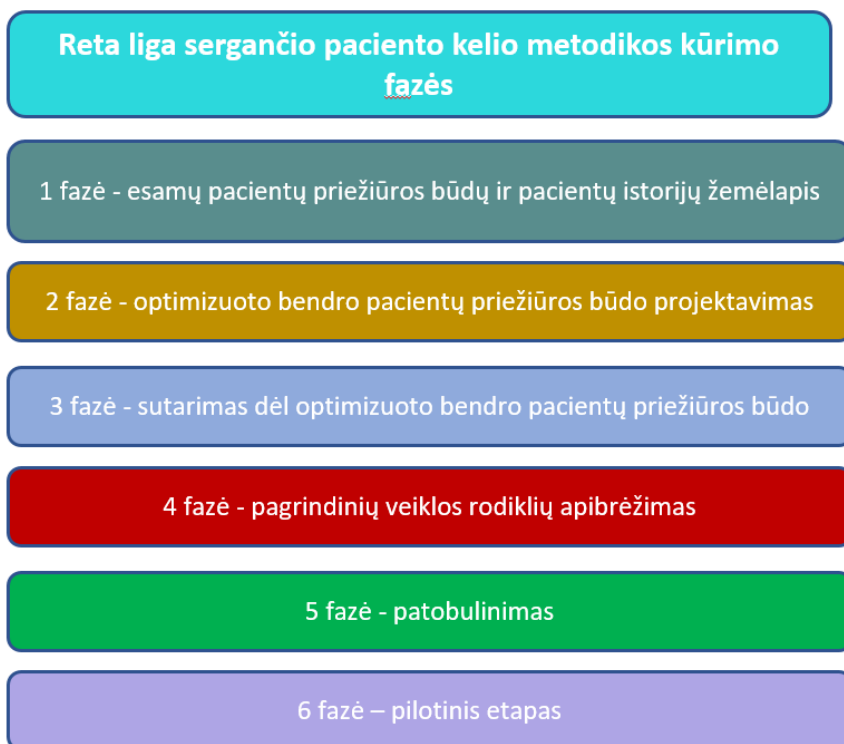 Reta liga sergančio paciento kelio metodikos kūrimo
fazės
1 fazė - esamų pacientų priežiūros būdų ir pacientų istorijų žemėlapis
2 fazė - optimizuoto bendro pacientų priežiūros būdo projektavimas
3 fazė - sutarimas dėl optimizuoto bendro pacientų priežiūros būdo
4 fazė - pagrindinių veiklos rodiklių apibrėžimas
5 fazė - patobulinimas
6 fazė – pilotinis etapas